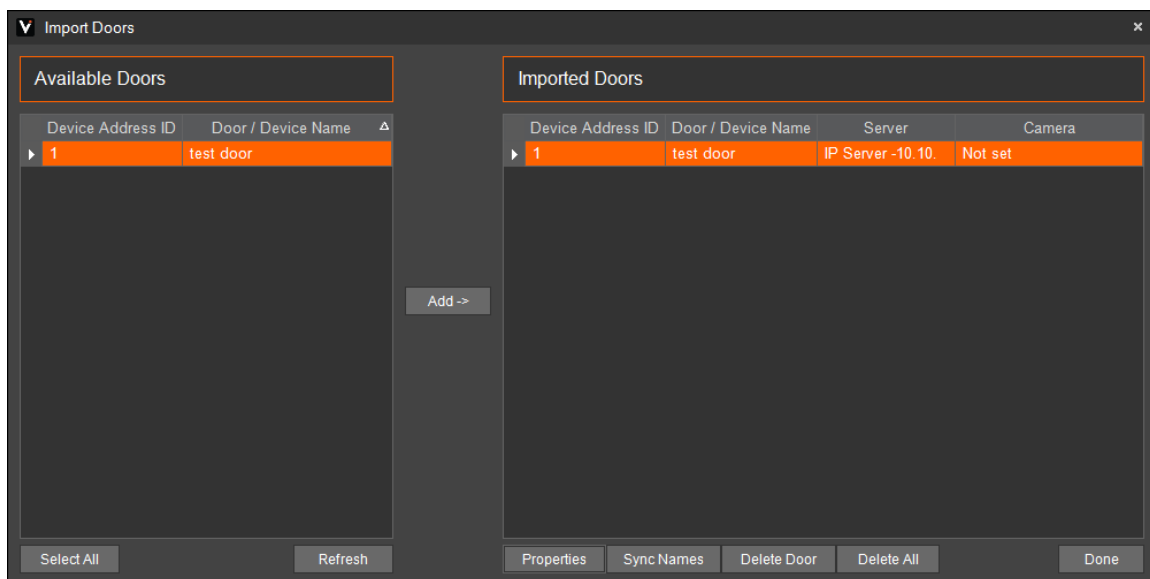 Import Doors
Available Doors
Device Address ID Door / Device Name
1 test door
Add ->
Select All Refresh
Imported Doors
Device Address ID Door / Device Name Server Camera
1 test door IP Server -10.10. Not set
Properties Sync Names Delete Door Delete All Done